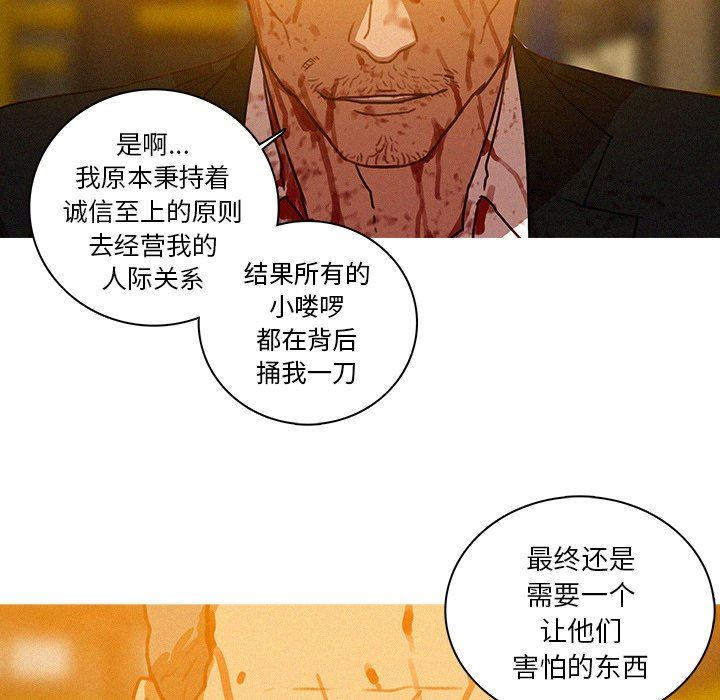 是啊...
我原本秉持着
诚信至上的原则
去经营我的
人际关系
结果所有的
小喽啰
都在背后
捅我一刀
最终还是
需要一个
让他们
害怕的东西